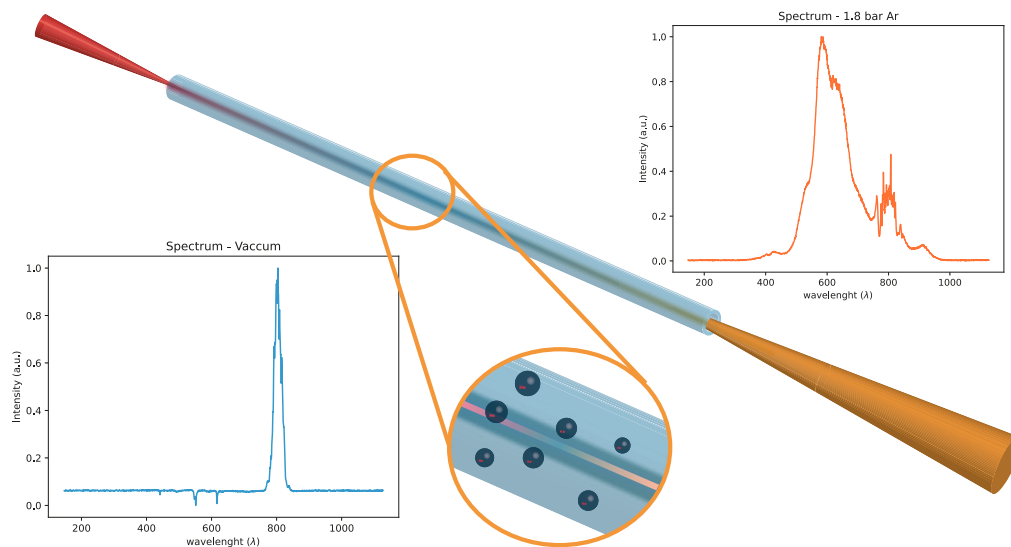 Spectrum - 1.8 bar Ar
Intensity (a.u,)
1.0
0.8
0.6
0.4
0.2
0.0
200 400 600 800 1000
wavelenght (λ)
Spectrum - Vaccum
Intensity (a.u.)
1.0
0.8
0.6
0.4
0.2
0.0
200 400 600 800 1000
wavelenght (λ)